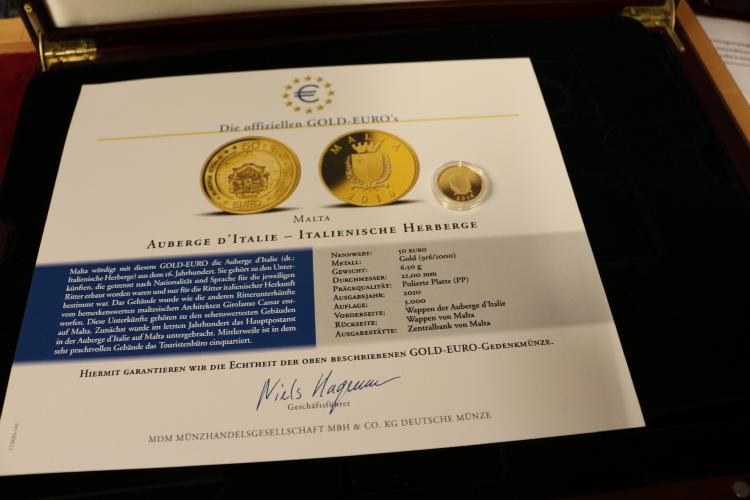 €
Die offiziellen GOLD-EURO's
50
EURO
MALTA
2010
Malta
Auberge d'Italie – Italienische Herberge
Malta würdigt mit diesem GOLD-EURO die Auberge d'Italie (dt.:
Italienische Herberge) aus dem 16. Jahrhundert. Sie gehört zu den Unter-
künften, die getrennt nach Nationalität und Sprache für die jeweiligen
Ritter erbaut worden waren und nur für die Ritter italienischer Herkunft
bestimmt war. Das Gebäude wurde wie die anderen Ritterunterkünfte
vom bemerkenswerten maltesischen Architekten Girolamo Cassar ent-
worfen. Diese Unterkünfte gehören zu den sehenswertesten Gebäuden
auf Malta. Zunächst wurde im letzten Jahrhundert das Hauptpostamt
in der Auberge d'Italie auf Malta untergebracht. Mittlerweile ist in dem
sehr prachtvollen Gebäude das Touristenbüro einquartiert.
Nennwert: 50 Euro
Metall: Gold (916/1000)
Gewicht: 6,50 g
Durchmesser: 21,00 mm
Prägequalität: Polierte Platte (PP)
Ausgabejahr: 2010
Auflage: 3.000
Vorderseite: Wappen der Auberge d'Italie
Rückseite: Wappen von Malta
Ausgabestätte: Zentralbank von Malta
Hiermit garantieren wir die Echtheit der oben beschriebenen GOLD-EURO-Gedenkmünze.
Niels Hagemann
Geschäftsführer
MDM MÜNZHANDELSGESELLSCHAFT MBH & CO. KG DEUTSCHE MÜNZE